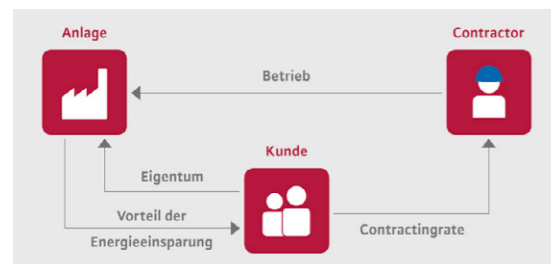 Anlage
Contractor
Betrieb
Kunde
Eigentum
Vorteil der
Energieeinsparung
Contractingrate